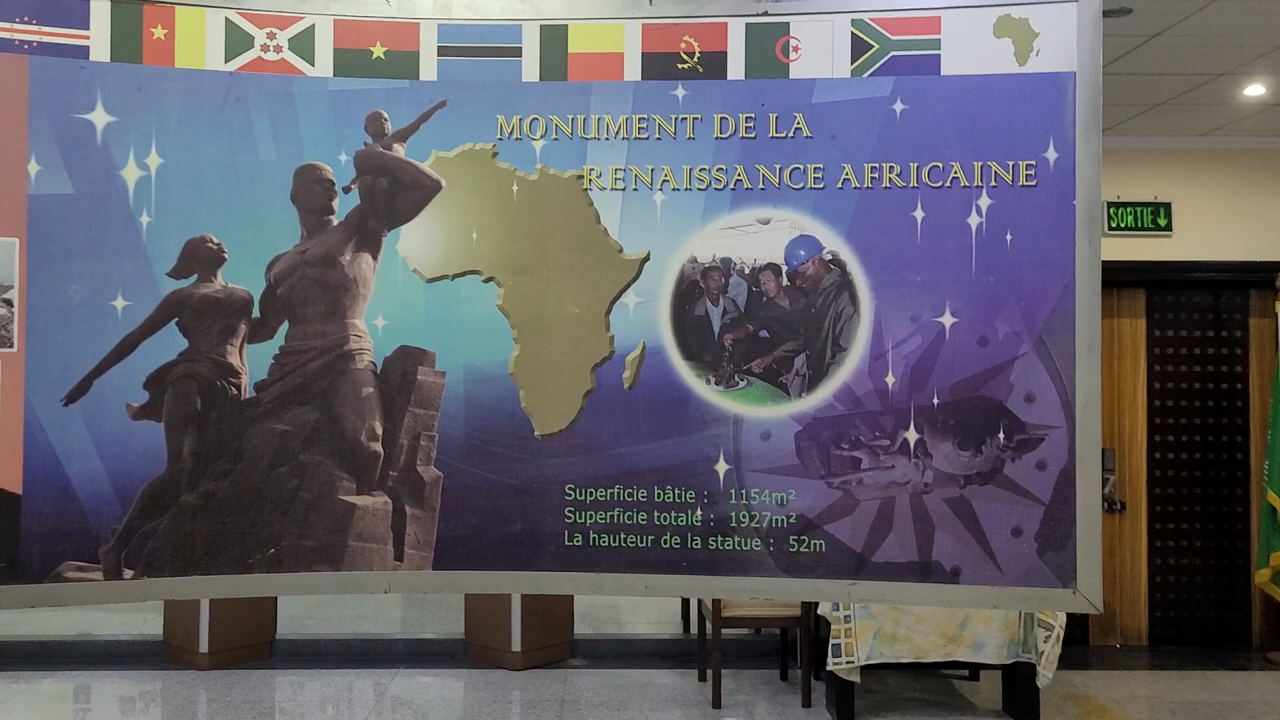 MONUMENT DE LA
RENAISSANCE AFRICAINE
SORTIE
Superficie bâtie : 1154m²
Superficie totale : 1927m²
La hauteur de la statue : 52m